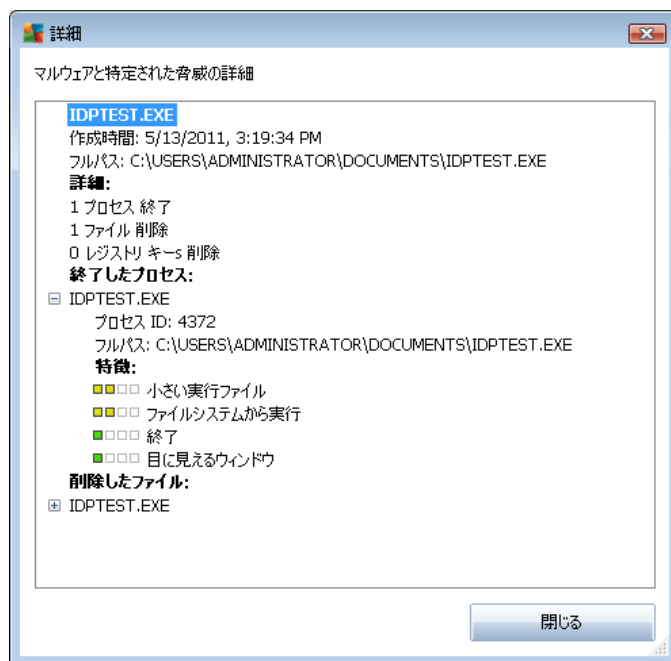 詳細
マルウェアと特定された脅威の詳細
IDPTEST.EXE
作成時間: 5/13/2011, 3:19:34 PM
フルパス: C:\USERS\ADMINISTRATOR\DOCUMENTS\IDPTEST.EXE
詳細:
1 プロセス 終了
1 ファイル 削除
0 レジストリ キーs 削除
終了したプロセス:
IDPTEST.EXE
プロセス ID: 4372
フルパス: C:\USERS\ADMINISTRATOR\DOCUMENTS\IDPTEST.EXE
特徴:
小さい実行ファイル
ファイルシステムから実行
終了
目に見えるウィンドウ
削除したファイル:
IDPTEST.EXE
閉じる